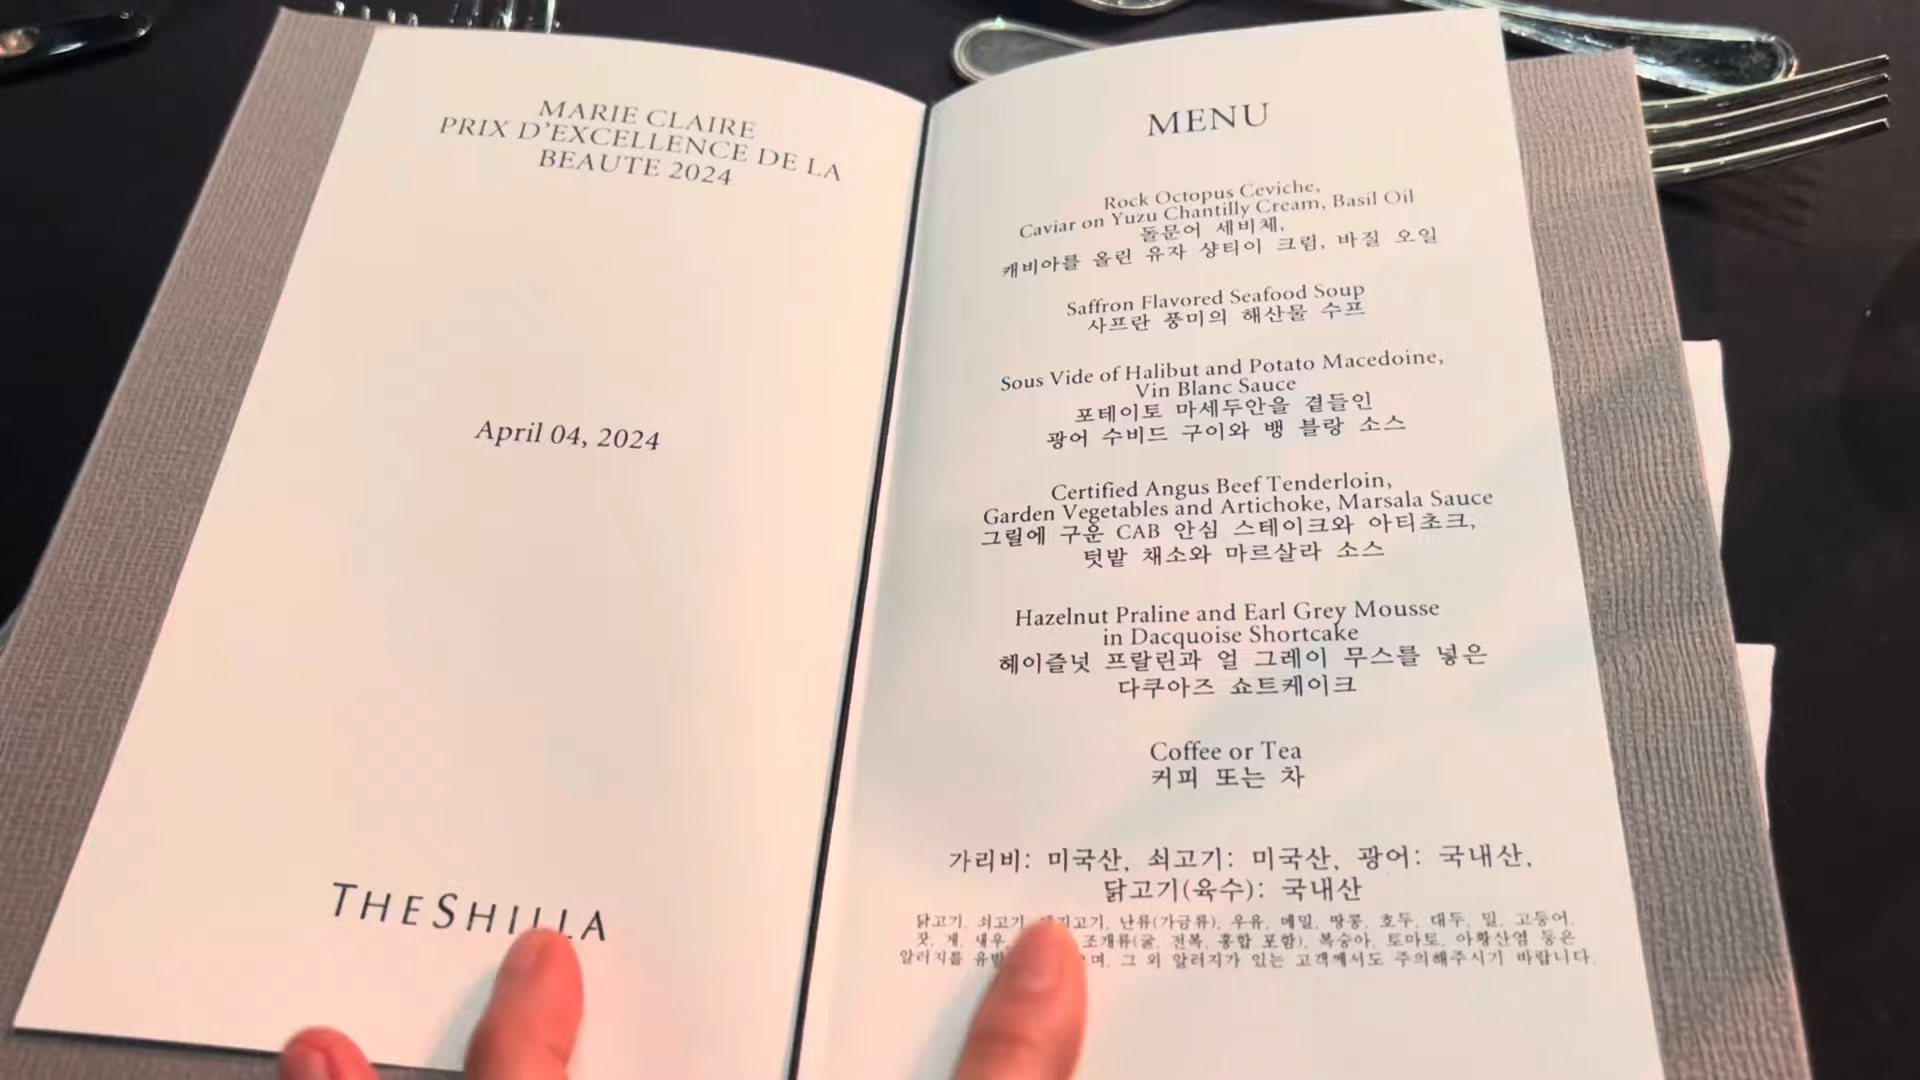 MARIE CLAIRE
PRIX D'EXCELLENCE DE LA
BEAUTE 2024
April 04, 2024
THE SHILLA
MENU
Rock Octopus Ceviche,
Caviar on Yuzu Chantilly Cream, Basil Oil
돌문어 세비체,
캐비아를 올린 유자 샹티이 크림, 바질 오일
Saffron Flavored Seafood Soup
사프란 풍미의 해산물 수프
Sous Vide of Halibut and Potato Macedoine,
Vin Blanc Sauce
포테이토 마세두안을 곁들인
광어 수비드 구이와 뱅 블랑 소스
Certified Angus Beef Tenderloin,
Garden Vegetables and Artichoke, Marsala Sauce
그릴에 구운 CAB 안심 스테이크와 아티초크,
텃밭 채소와 마르살라 소스
Hazelnut Praline and Earl Grey Mousse
in Dacquoise Shortcake
헤이즐넛 프랄린과 얼 그레이 무스를 넣은
다쿠아즈 쇼트케이크
Coffee or Tea
커피 또는 차
가리비: 미국산, 쇠고기: 미국산, 광어: 국내산,
닭고기(육수): 국내산
닭고기, 쇠고기, 난류(가금류), 우유, 메밀, 땅콩, 호두, 대두, 밀, 고등어,
잣, 게, 새우, 조개류(굴, 전복, 홍합 포함), 복숭아, 토마토, 아황산염 등은
알러지를 그 외 알러지가 있는 고객께서도 주의해주시기 바랍니다.